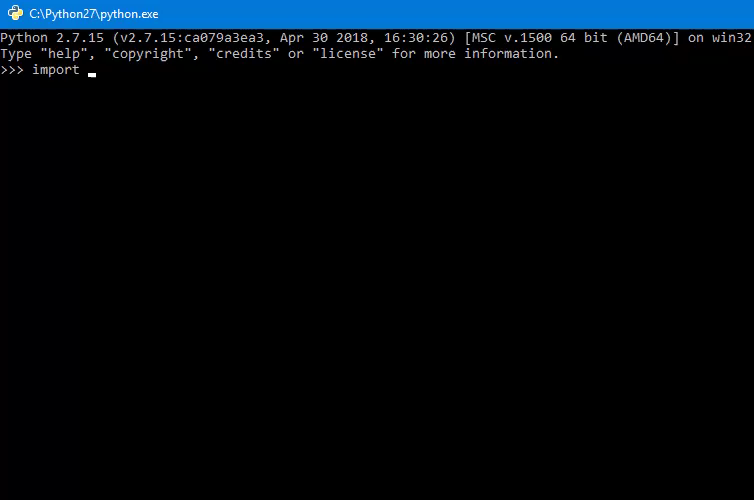 C:\Python27\python.exe
Python 2.7.15 (v2.7.15:ca079a3ea3, Apr 30 2018, 16:30:26) [MSC v.1500 64 bit (AMD64)] on win32
Type "help", "copyright", "credits" or "license" for more information.
>>> import